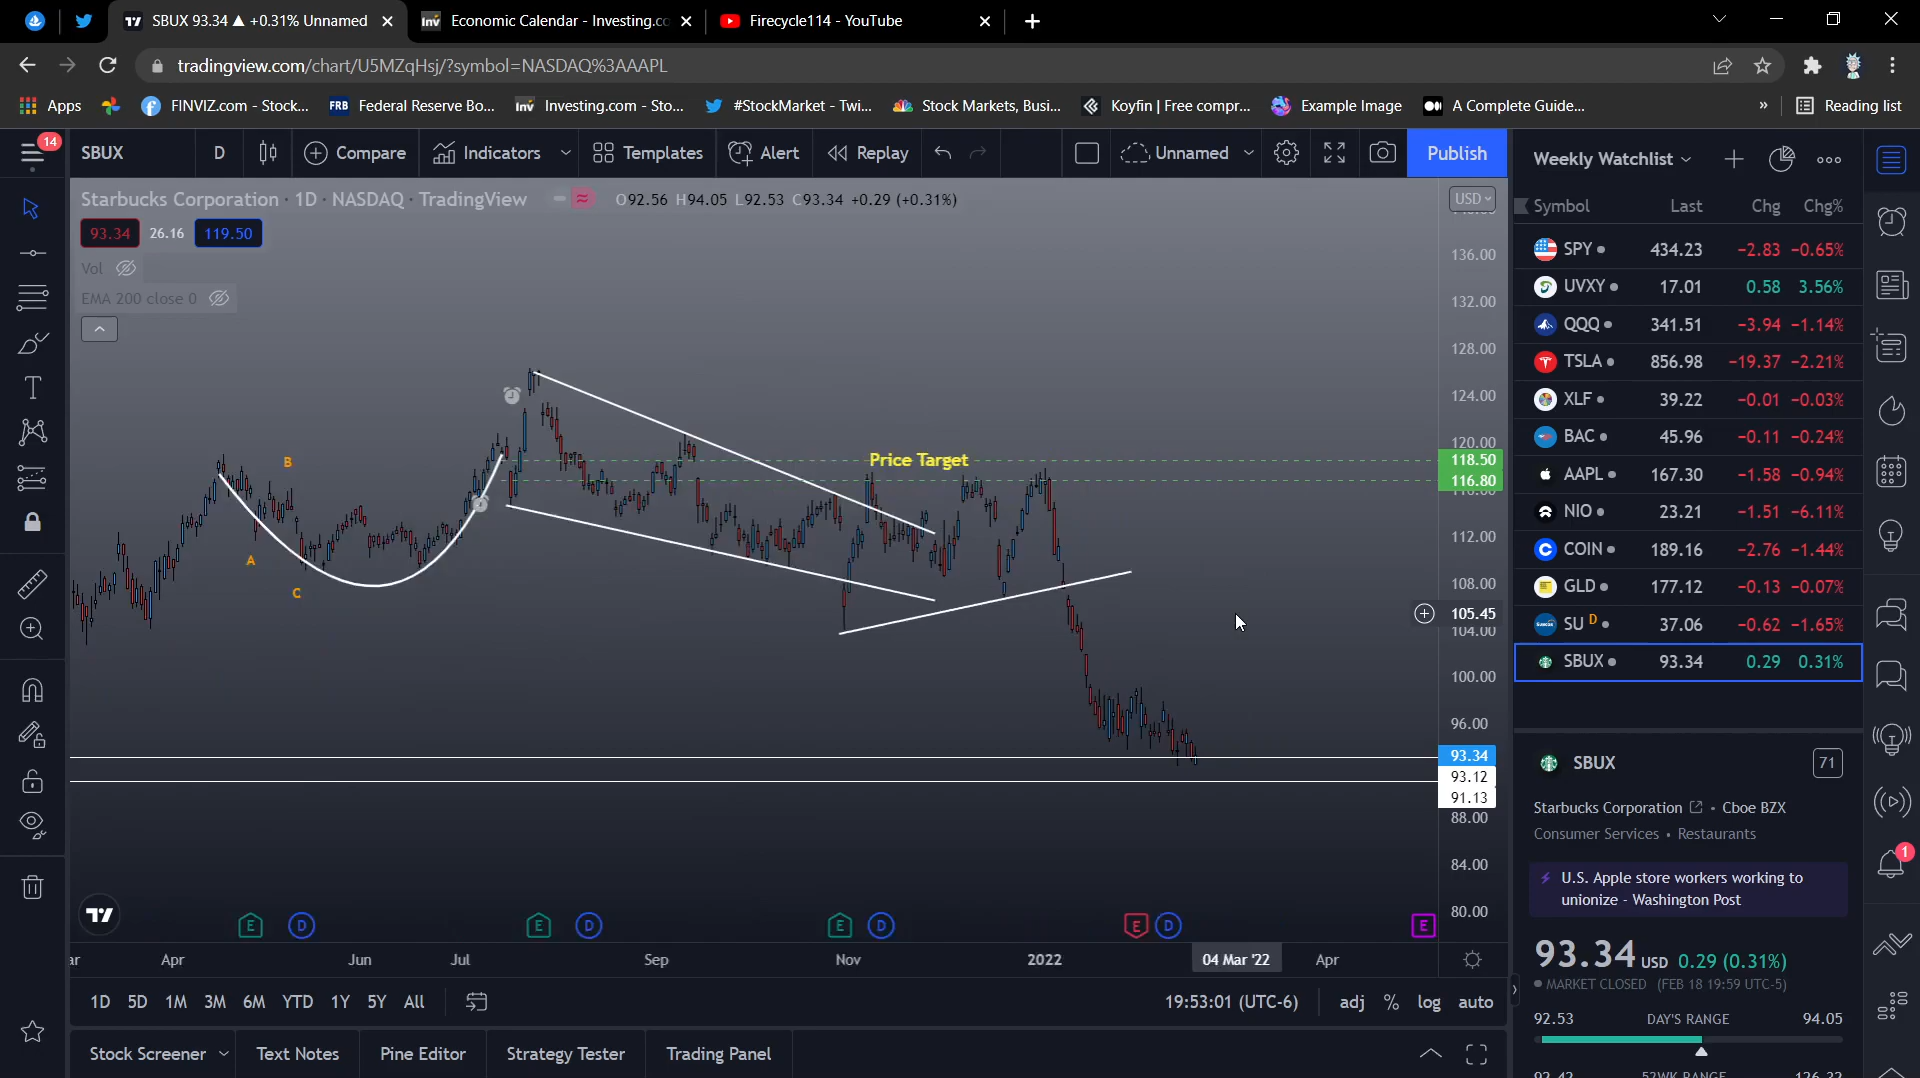 SBUX 93.34 ▲ +0.31% Unnamed
Economic Calendar - Investing.co
Firecycle114 - YouTube
tradingview.com/chart/U5MZqHsj/?symbol=NASDAQ%3AAAPL
Apps
FINVIZ.com - Stock...
FRB Federal Reserve Bo...
Inv Investing.com - Sto...
#StockMarket - Twi...
Stock Markets, Busi...
Koyfin | Free compr...
Example Image
A Complete Guide...
»
Reading list
14
SBUX
D
Compare
Indicators
Templates
Alert
Replay
Unnamed
Publish
Starbucks Corporation · 1D · NASDAQ · TradingView
O92.56 H94.05 L92.53 C93.34 +0.29 (+0.31%)
93.34 26.16 119.50
Vol
EMA 200 close 0
USD
136.00
132.00
128.00
124.00
120.00
118.50
116.80
112.00
108.00
105.45
104.00
100.00
96.00
93.34
93.12
91.13
88.00
84.00
80.00
Price Target
B
A
C
E D E D E D E D E
Apr Jun Jul Sep Nov 2022 04 Mar '22 Apr
1D 5D 1M 3M 6M YTD 1Y 5Y All
19:53:01 (UTC-6)
adj % log auto
Stock Screener
Text Notes
Pine Editor
Strategy Tester
Trading Panel
Weekly Watchlist
Symbol Last Chg Chg%
SPY 434.23 −2.83 −0.65%
UVXY 17.01 0.58 3.56%
QQQ 341.51 −3.94 −1.14%
TSLA 856.98 −19.37 −2.21%
XLF 39.22 −0.01 −0.03%
BAC 45.96 −0.11 −0.24%
AAPL 167.30 −1.58 −0.94%
NIO 23.21 −1.51 −6.11%
COIN 189.16 −2.76 −1.44%
GLD 177.12 −0.13 −0.07%
SU D 37.06 −0.62 −1.65%
SBUX 93.34 0.29 0.31%
SBUX
71
Starbucks Corporation • Cboe BZX
Consumer Services • Restaurants
U.S. Apple store workers working to
unionize - Washington Post
93.34 USD 0.29 (0.31%)
MARKET CLOSED (FEB 18 19:59 UTC-5)
92.53 DAY'S RANGE 94.05
52WK RANGE
1